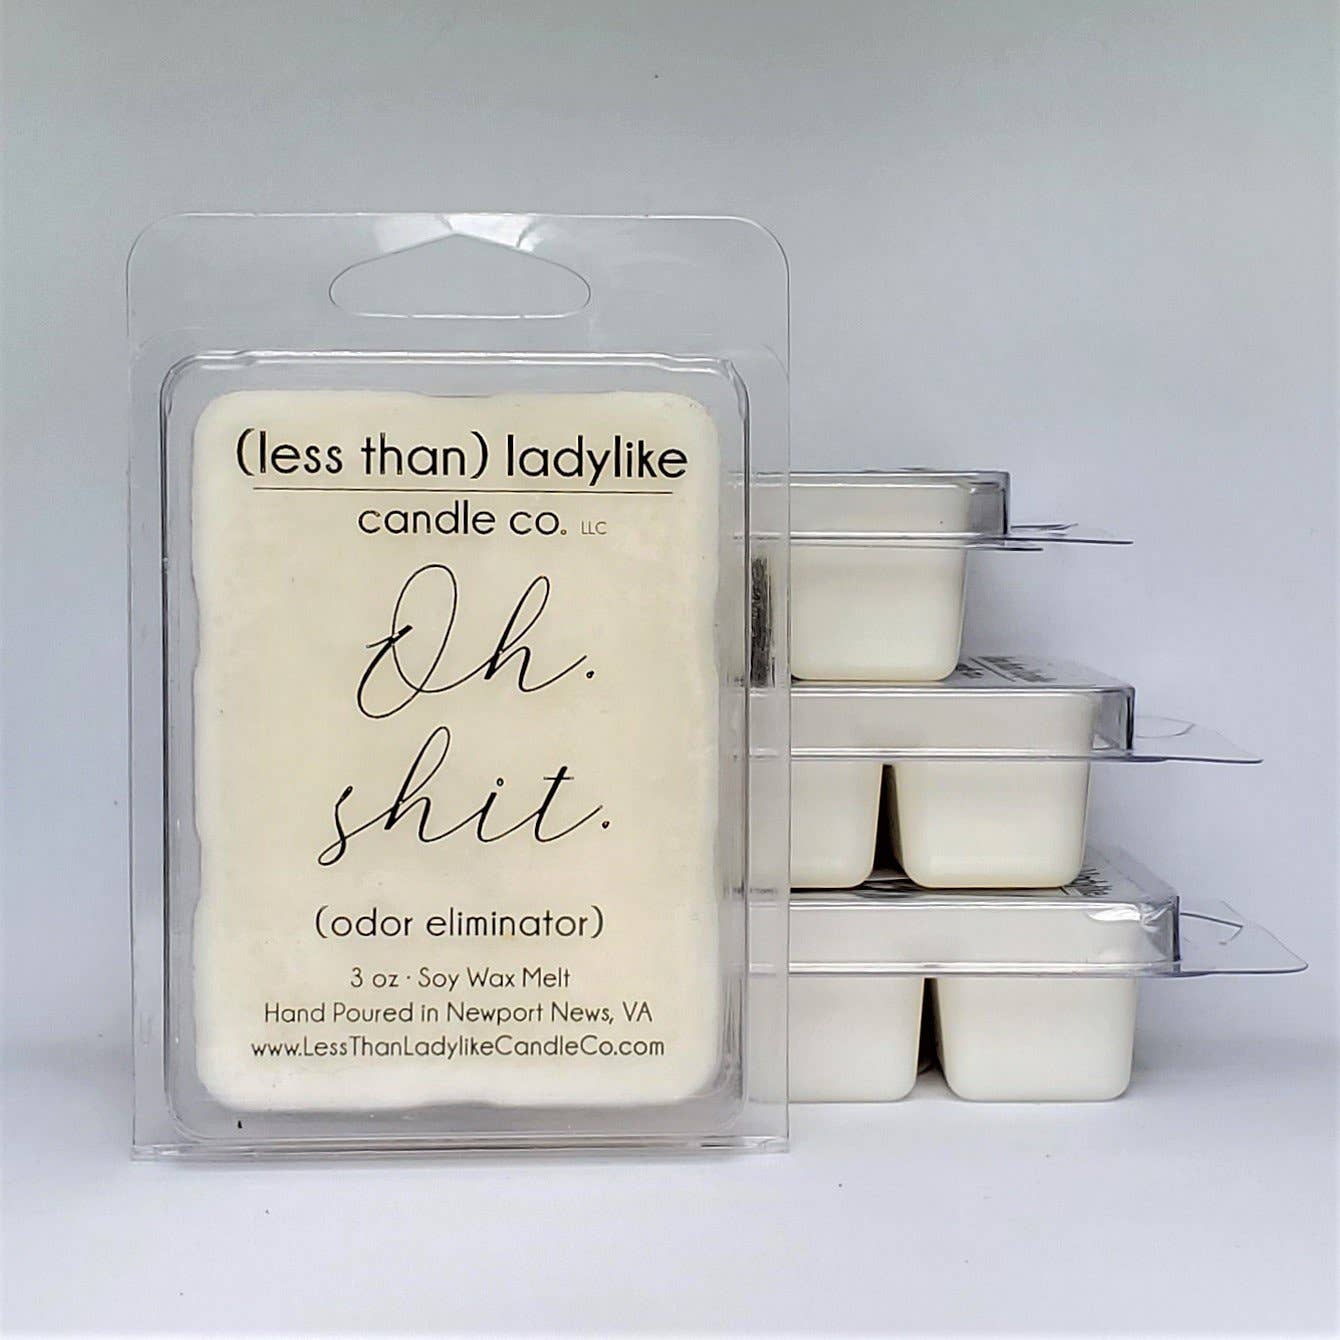 (less than) ladylike
candle co. LLC
Oh.
shit.
(odor eliminator)
3 oz · Soy Wax Melt
Hand Poured in Newport News, VA
www.LessThanLadylikeCandleCo.com